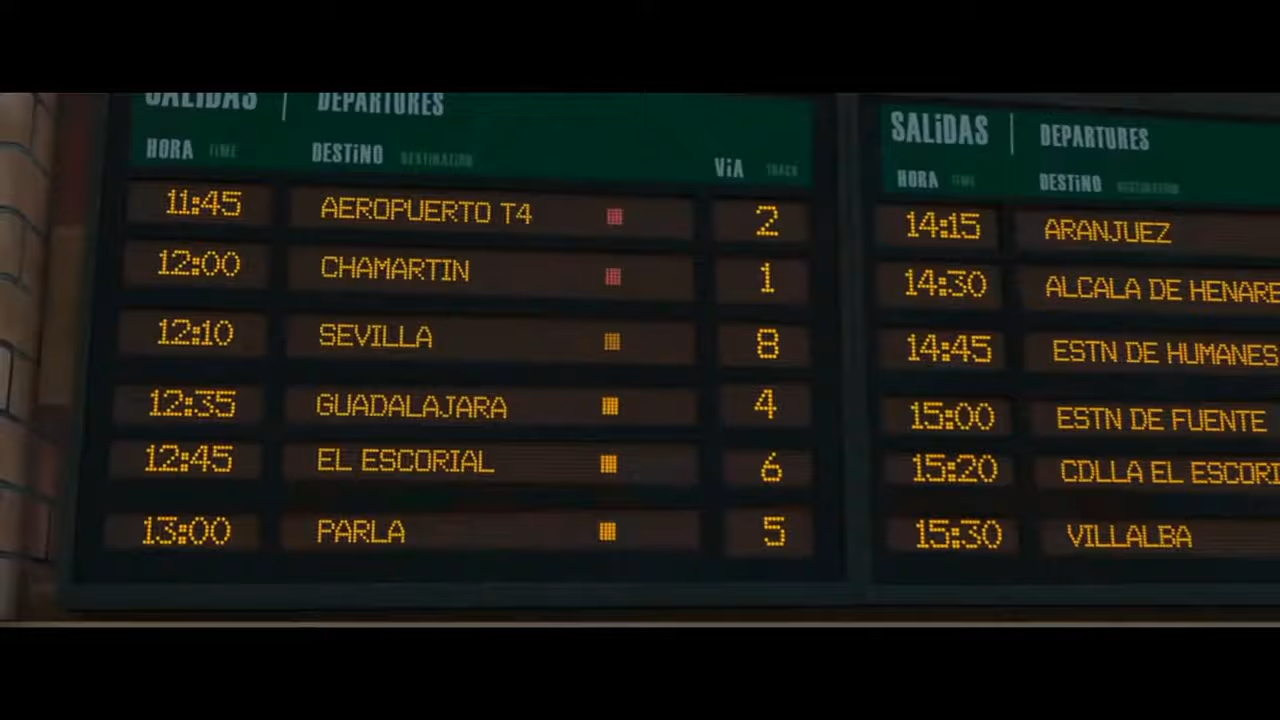 SALiDAS | DEPARTURES
HORA TIME DESTiNO DESTINATION ViA TRACK
11:45 AEROPUERTO T4 2
12:00 CHAMARTIN 1
12:10 SEVILLA 8
12:35 GUADALAJARA 4
12:45 EL ESCORIAL 6
13:00 PARLA 5
SALiDAS | DEPARTURES
HORA TIME DESTiNO DESTINATION
14:15 ARANJUEZ
14:30 ALCALA DE HENARE
14:45 ESTN DE HUMANES
15:00 ESTN DE FUENTE
15:20 CDLLA EL ESCORI
15:30 VILLALBA